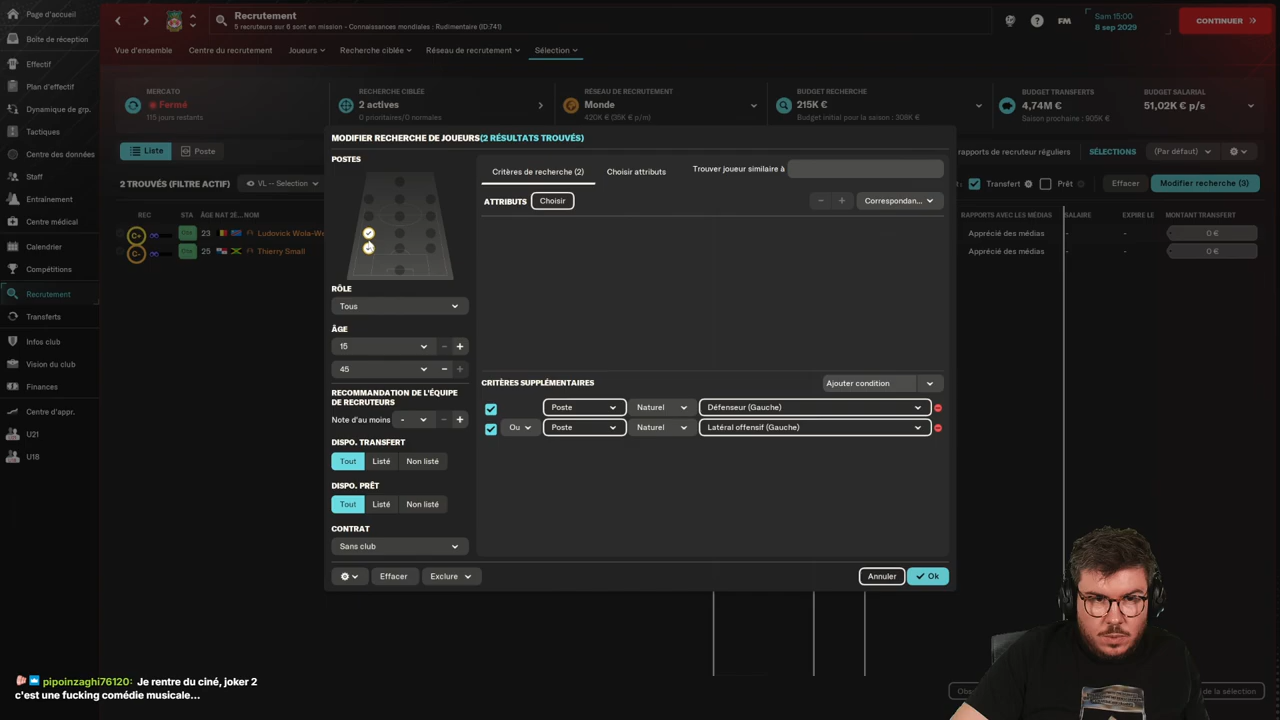 Page d'accueil
Boîte de réception
Effectif
Plan d'effectif
Dynamique de grp.
Tactiques
Centre des données
Staff
Entraînement
Centre médical
Calendrier
Compétitions
Recrutement
Transferts
Infos club
Vision du club
Finances
Centre d'appr.
U21
U18
Recrutement
5 recruteurs sur 6 sont en mission - Connaissances mondiales : Rudimentaire (ID:741)
FM
Sam 15:00
8 sep 2029
CONTINUER
Vue d'ensemble
Centre du recrutement
Joueurs
Recherche ciblée
Réseau de recrutement
Sélection
MERCATO
Fermé
115 jours restants
RECHERCHE CIBLÉE
2 actives
0 prioritaires/0 normales
RÉSEAU DE RECRUTEMENT
Monde
420K € (35K € p/m)
BUDGET RECHERCHE
215K €
Budget initial pour la saison : 308K €
BUDGET TRANSFERTS
4,74M €
Saison prochaine : 905K €
BUDGET SALARIAL
51,02K € p/s
Liste
Poste
rapports de recruteur réguliers
SÉLECTIONS
(Par défaut)
2 TROUVÉS (FILTRE ACTIF)
VL -- Selection
Transfert
Prêt
Effacer
Modifier recherche (3)
REC
STA
ÂGE
NAT
2È...
NOM
RAPPORTS AVEC LES MÉDIAS
SALAIRE
EXPIRE LE
MONTANT TRANSFERT
C+
Ctte
23
Ludovick Wola-We
Apprécié des médias
0 €
C-
Ctte
25
Thierry Small
Apprécié des médias
0 €
MODIFIER RECHERCHE DE JOUEURS(2 RÉSULTATS TROUVÉS)
POSTES
RÔLE
Tous
ÂGE
15
45
RECOMMANDATION DE L'ÉQUIPE
DE RECRUTEURS
Note d'au moins
-
DISPO. TRANSFERT
Tout
Listé
Non listé
DISPO. PRÊT
Tout
Listé
Non listé
CONTRAT
Sans club
Effacer
Exclure
Critères de recherche (2)
Choisir attributs
Trouver joueur similaire à
ATTRIBUTS
Choisir
Correspondan...
CRITÈRES SUPPLÉMENTAIRES
Ajouter condition
Poste
Naturel
Défenseur (Gauche)
Ou
Poste
Naturel
Latéral offensif (Gauche)
Annuler
Ok
de la sélection
pipoinzaghi76120: Je rentre du ciné, joker 2
c'est une fucking comédie musicale...